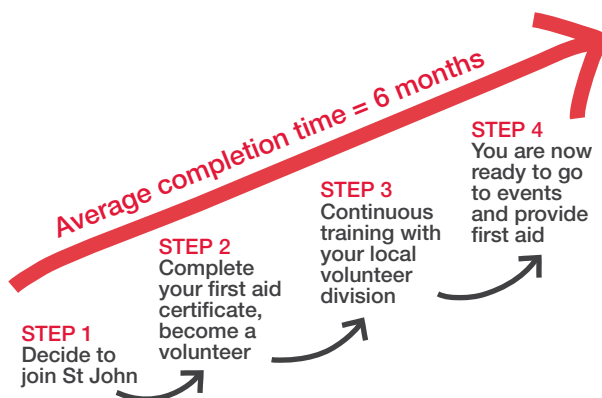 Average completion time = 6 months
STEP 1
Decide to
join St John
STEP 2
Complete
your first aid
certificate,
become a
volunteer
STEP 3
Continuous
training with
your local
volunteer
division
STEP 4
You are now
ready to go
to events
and provide
first aid